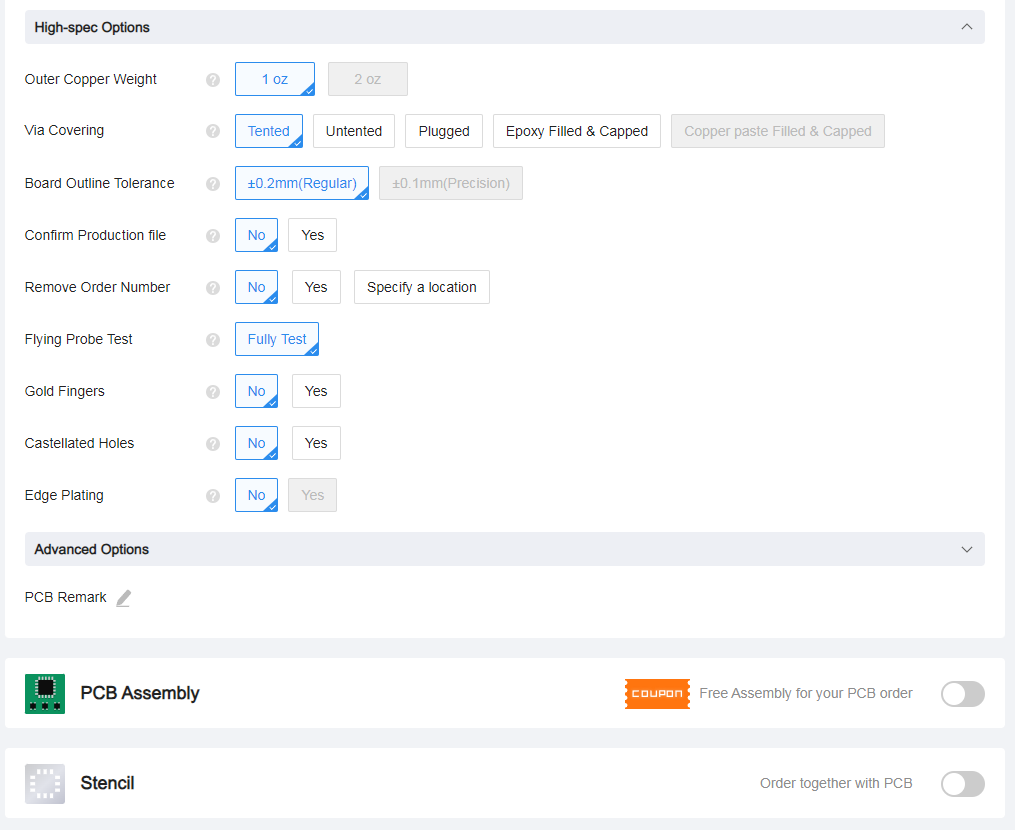 High-spec Options
Outer Copper Weight ? 1 oz 2 oz
Via Covering ? Tented Untented Plugged Epoxy Filled & Capped Copper paste Filled & Capped
Board Outline Tolerance ? ±0.2mm(Regular) ±0.1mm(Precision)
Confirm Production file ? No Yes
Remove Order Number ? No Yes Specify a location
Flying Probe Test ? Fully Test
Gold Fingers ? No Yes
Castellated Holes ? No Yes
Edge Plating ? No Yes
Advanced Options
PCB Remark
PCB Assembly COUPON Free Assembly for your PCB order
Stencil Order together with PCB